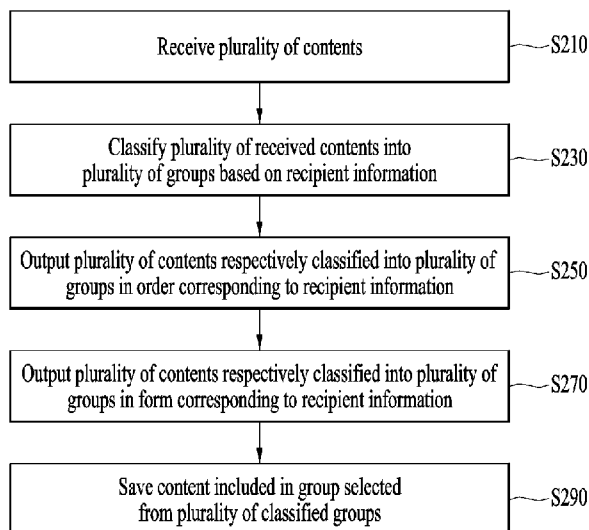 Receive plurality of contents
S210
Classify plurality of received contents into
plurality of groups based on recipient information
S230
Output plurality of contents respectively classified into plurality of
groups in order corresponding to recipient information
S250
Output plurality of contents respectively classified into plurality of
groups in form corresponding to recipient information
S270
Save content included in group selected
from plurality of classified groups
S290